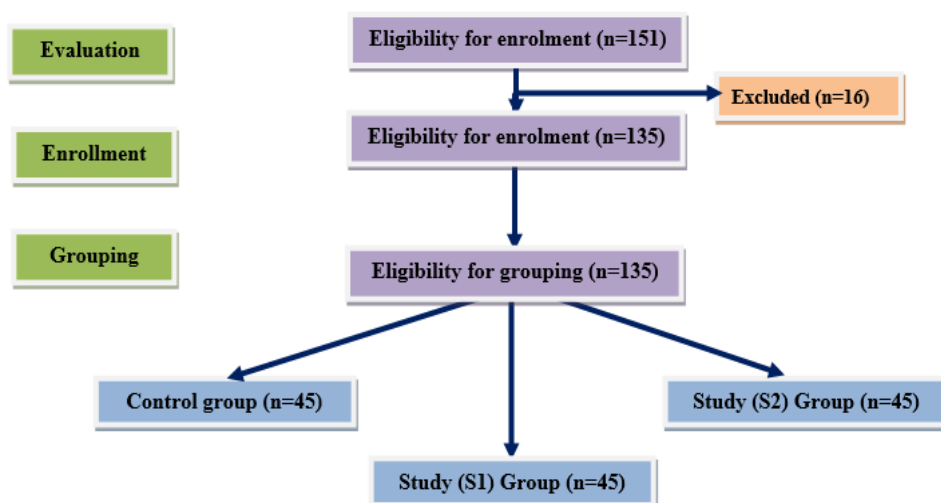 Eligibility for enrolment (n=151)
Evaluation
Excluded (n=16)
Eligibility for enrolment (n=135)
Enrollment
Grouping
Eligibility for grouping (n=135)
Control group (n=45)
Study (S2) Group (n=45)
Study (S1) Group (n=45)